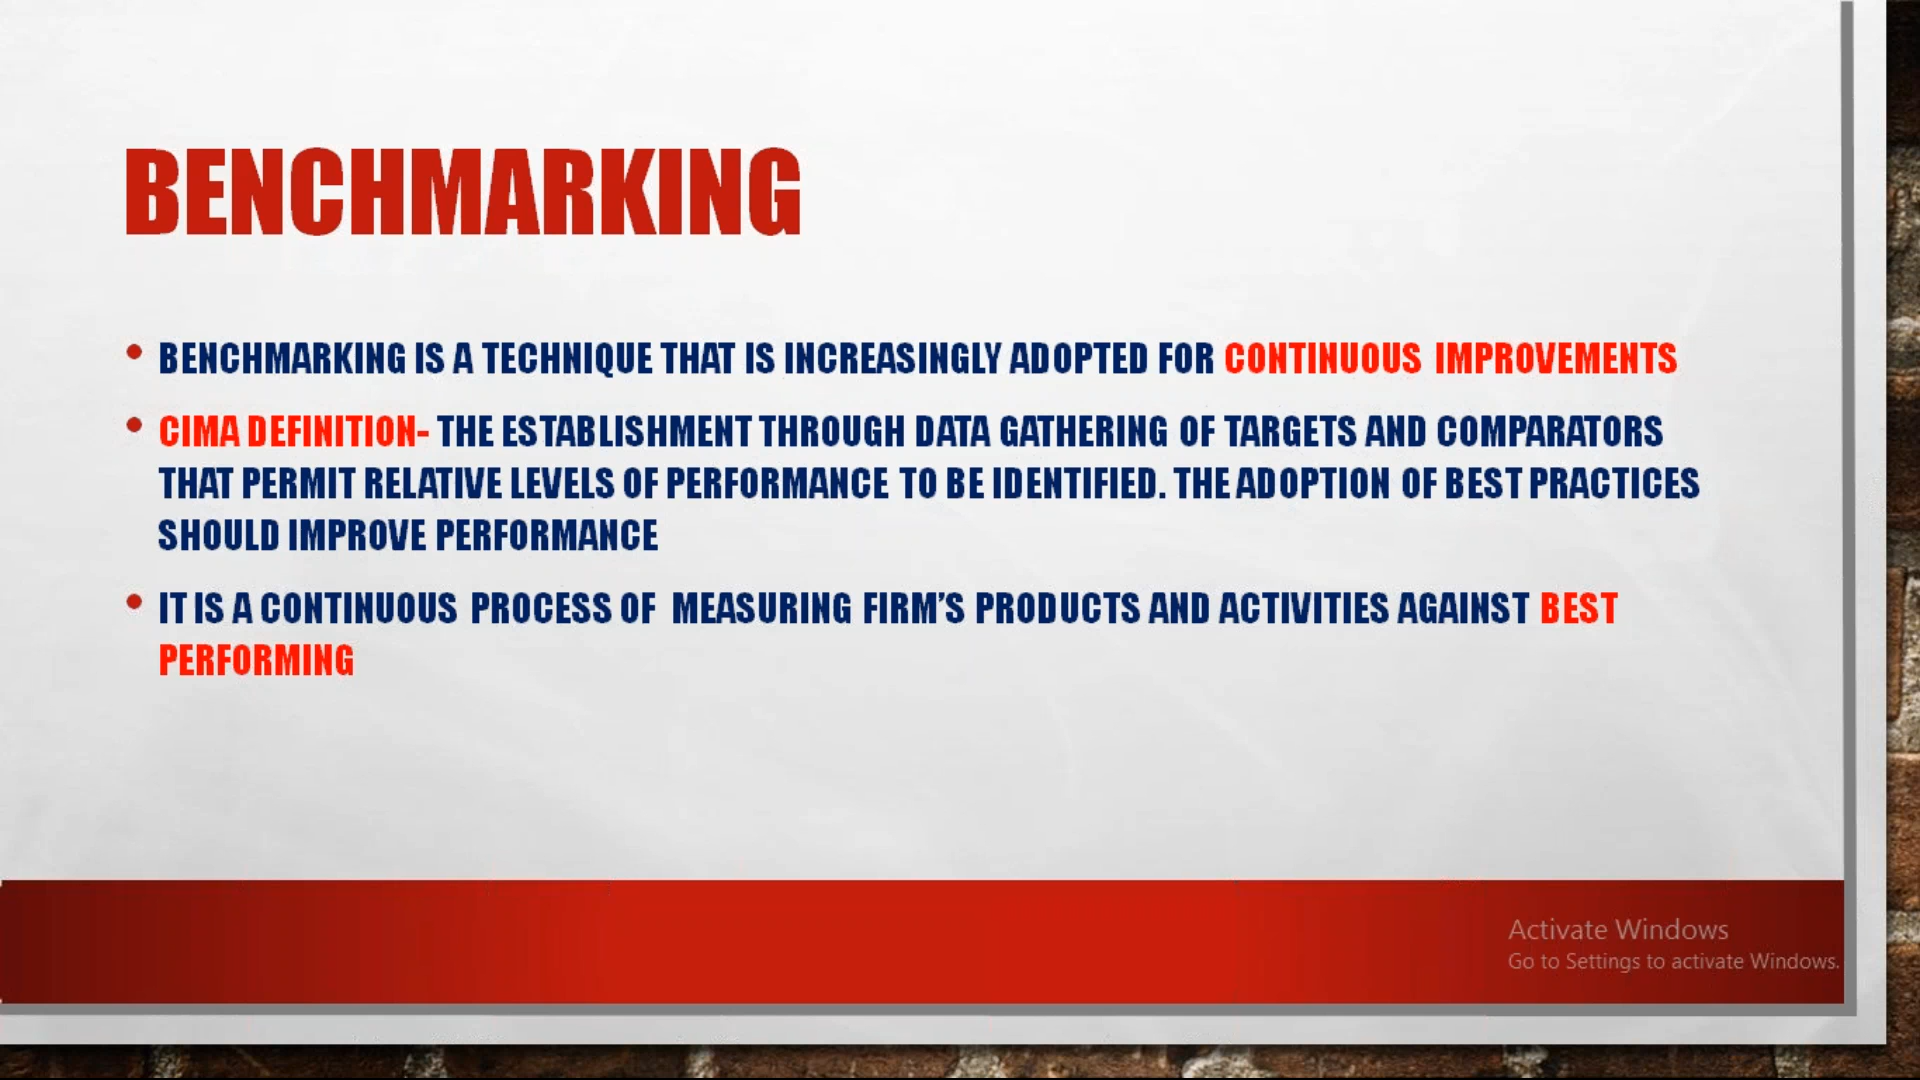 BENCHMARKING
• BENCHMARKING IS A TECHNIQUE THAT IS INCREASINGLY ADOPTED FOR CONTINUOUS IMPROVEMENTS
• CIMA DEFINITION- THE ESTABLISHMENT THROUGH DATA GATHERING OF TARGETS AND COMPARATORS
THAT PERMIT RELATIVE LEVELS OF PERFORMANCE TO BE IDENTIFIED. THE ADOPTION OF BEST PRACTICES
SHOULD IMPROVE PERFORMANCE
• IT IS A CONTINUOUS PROCESS OF MEASURING FIRM’S PRODUCTS AND ACTIVITIES AGAINST BEST
PERFORMING
Activate Windows
Go to Settings to activate Windows.